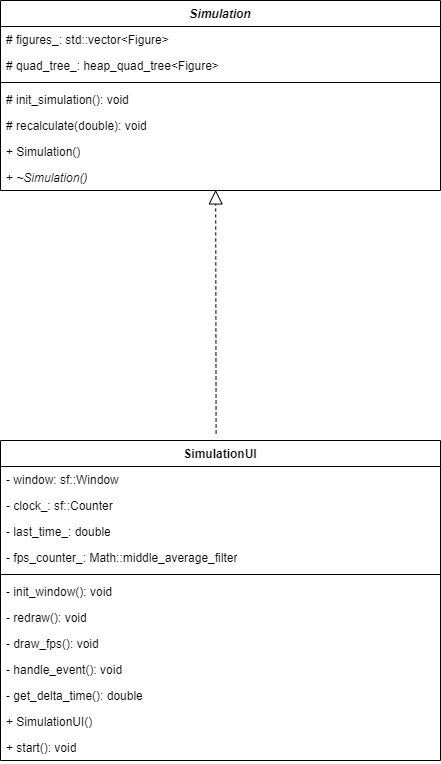 Simulation
# figures_: std::vector<Figure>
# quad_tree_: heap_quad_tree<Figure>
# init_simulation(): void
# recalculate(double): void
+ Simulation()
+ ~Simulation()
SimulationUI
- window: sf::Window
- clock_: sf::Counter
- last_time_: double
- fps_counter_: Math::middle_average_filter
- init_window(): void
- redraw(): void
- draw_fps(): void
- handle_event(): void
- get_delta_time(): double
+ SimulationUI()
+ start(): void